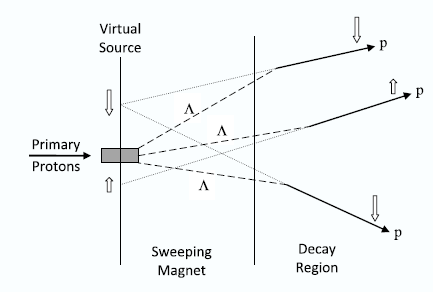 Virtual
Source
p
p
Λ
Λ
Primary
Protons
Λ
p
Sweeping
Magnet
Decay
Region